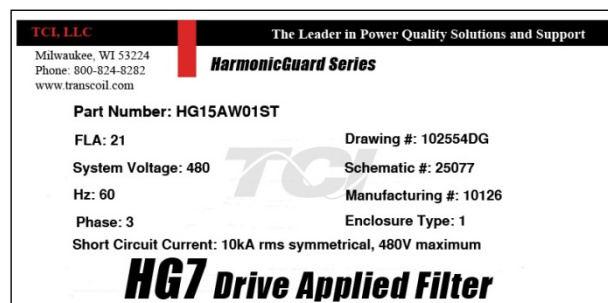 TCI, LLC
The Leader in Power Quality Solutions and Support
Milwaukee, WI 53224
Phone: 800-824-8282
www.transcoil.com
HarmonicGuard Series
Part Number: HG15AW01ST
FLA: 21
Drawing #: 102554DG
System Voltage: 480
Schematic #: 25077
TCI
Hz: 60
Manufacturing #: 10126
Phase: 3
Enclosure Type: 1
Short Circuit Current: 10kA rms symmetrical, 480V maximum
HG7 Drive Applied Filter